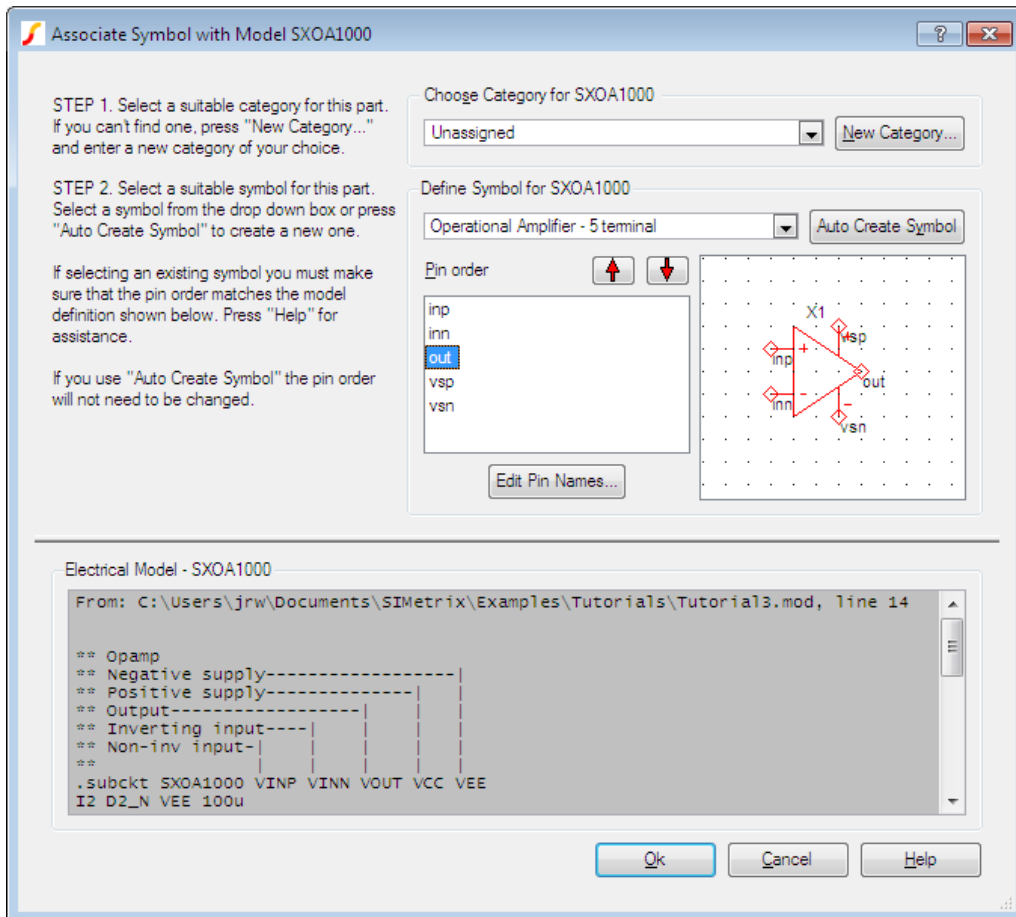 Associate Symbol with Model SXOA1000
STEP 1. Select a suitable category for this part.
If you can't find one, press "New Category..."
and enter a new category of your choice.
STEP 2. Select a suitable symbol for this part.
Select a symbol from the drop down box or press
"Auto Create Symbol" to create a new one.
If selecting an existing symbol you must make
sure that the pin order matches the model
definition shown below. Press "Help" for
assistance.
If you use "Auto Create Symbol" the pin order
will not need to be changed.
Choose Category for SXOA1000
Unassigned
New Category...
Define Symbol for SXOA1000
Operational Amplifier - 5 terminal
Auto Create Symbol
Pin order
inp
inn
out
vsp
vsn
Edit Pin Names...
X1
vsp
+
inp
+
out
inn
-
-
vsn
Electrical Model - SXOA1000
From: C:\Users\jrw\Documents\SIMetrix\Examples\Tutorials\Tutorial3.mod, line 14
** Opamp
** Negative supply------------------|
** Positive supply--------------|   |
** Output------------------|    |   |
** Inverting input----|    |    |   |
** Non-inv input-|    |    |    |   |
**               |    |    |    |   |
.subckt SXOA1000 VINP VINN VOUT VCC VEE
I2 D2_N VEE 100u
Ok
Cancel
Help